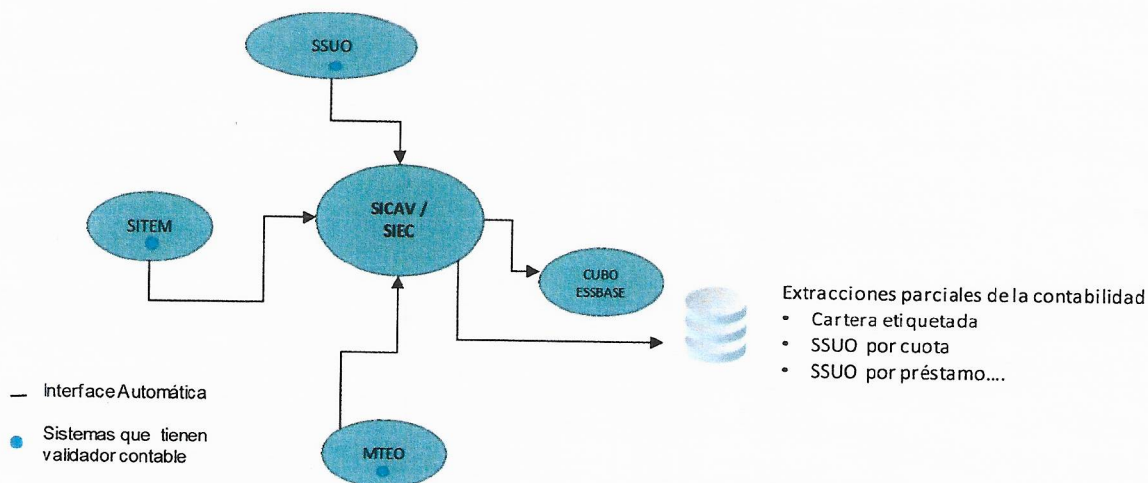 SSUO
SITEM
SICAV /
SIEC
CUBO
ESSBASE
Extracciones parciales de la contabilidad
• Cartera etiquetada
• SSUO por cuota
• SSUO por préstamo....
Interface Automática
Sistemas que tienen
validador contable
MTEO